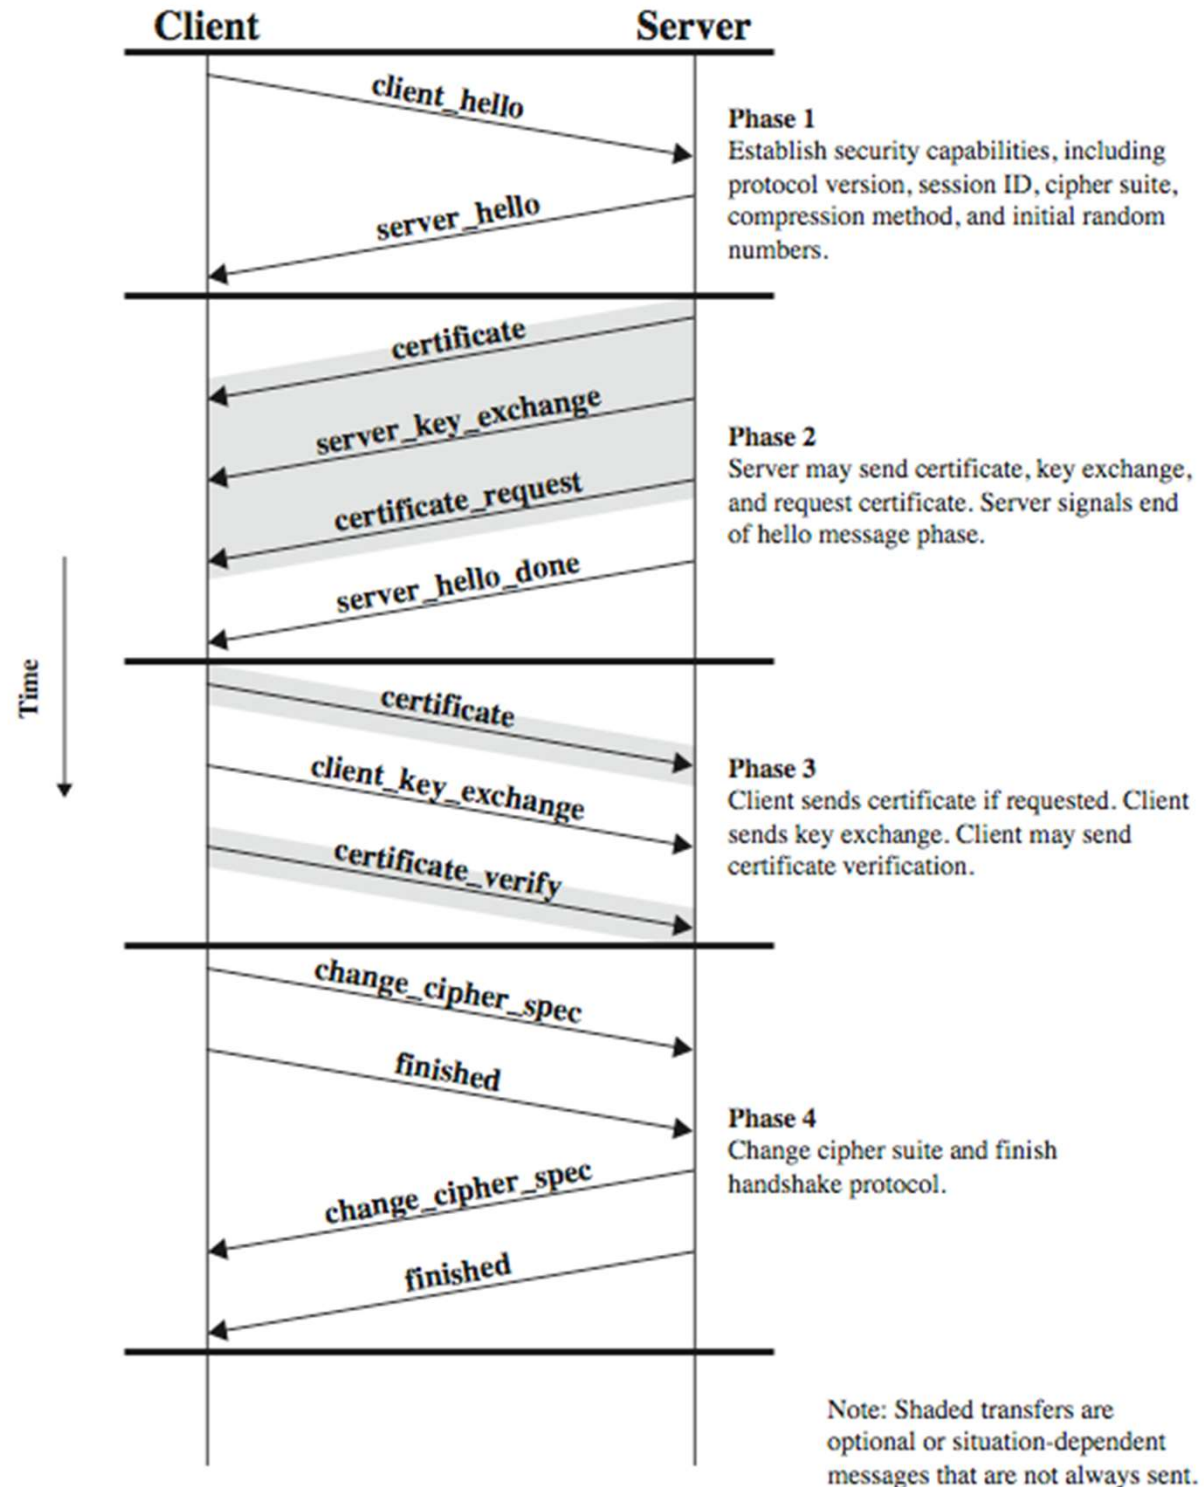 Client
Server
client_hello
server_hello
Phase 1
Establish security capabilities, including
protocol version, session ID, cipher suite,
compression method, and initial random
numbers.
certificate
server_key_exchange
certificate_request
server_hello_done
Phase 2
Server may send certificate, key exchange,
and request certificate. Server signals end
of hello message phase.
Time
certificate
client_key_exchange
certificate_verify
Phase 3
Client sends certificate if requested. Client
sends key exchange. Client may send
certificate verification.
change_cipher_spec
finished
change_cipher_spec
finished
Phase 4
Change cipher suite and finish
handshake protocol.
Note: Shaded transfers are
optional or situation-dependent
messages that are not always sent.